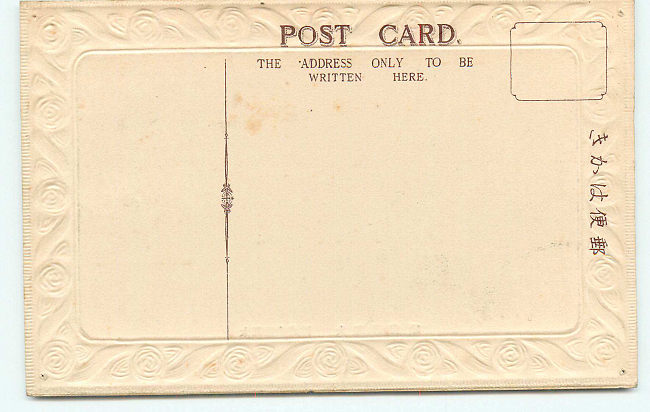 POST CARD.
THE ADDRESS ONLY TO BE
WRITTEN HERE.
きかは便郵